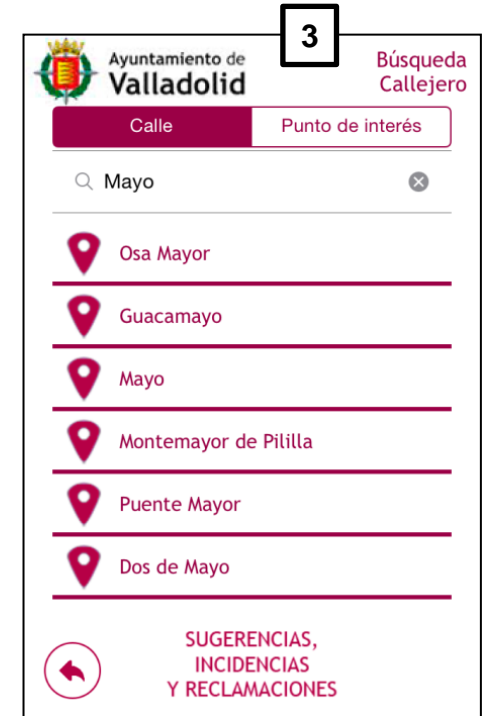 3
Ayuntamiento de
Valladolid
Búsqueda
Callejero
Calle
Punto de interés
Mayo
Osa Mayor
Guacamayo
Mayo
Montemayor de Pililla
Puente Mayor
Dos de Mayo
SUGERENCIAS,
INCIDENCIAS
Y RECLAMACIONES